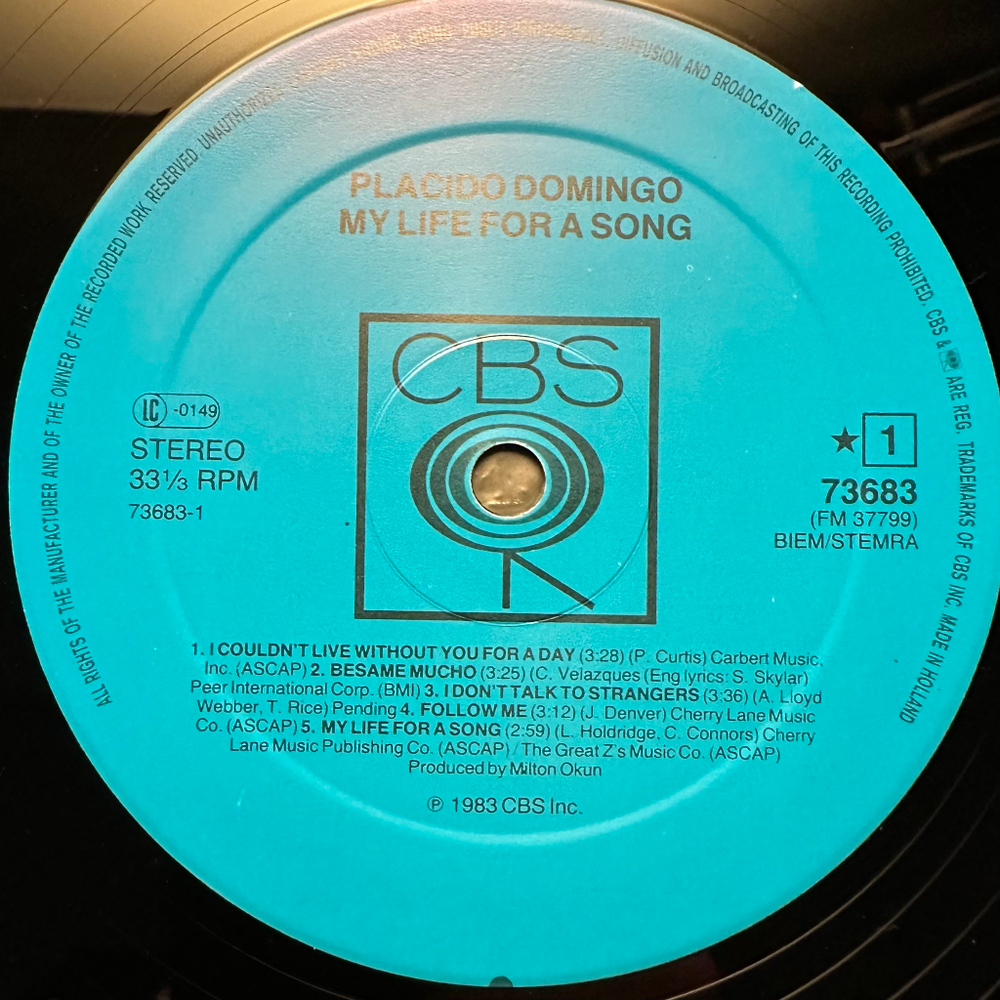 ALL RIGHTS OF THE MANUFACTURER AND OF THE OWNER OF THE RECORDED WORK RESERVED. UNAUTHORIZED DIFFUSION AND BROADCASTING OF THIS RECORDING PROHIBITED. CBS & ARE REG. TRADEMARKS OF CBS INC. MADE IN HOLLAND
PLACIDO DOMINGO
MY LIFE FOR A SONG
CBS
LC -0149
STEREO
33⅓ RPM
73683-1
★ 1
73683
(FM 37799)
BIEM/STEMRA
1. I COULDN'T LIVE WITHOUT YOU FOR A DAY (3:28) (P. Curtis) Carbert Music,
Inc. (ASCAP) 2. BESAME MUCHO (3:25) (C. Velazques (Eng lyrics: S. Skylar)
Peer International Corp. (BMI) 3. I DON'T TALK TO STRANGERS (3:36) (A. Lloyd
Webber, T. Rice) Pending 4. FOLLOW ME (3:12) (J. Denver) Cherry Lane Music
Co. (ASCAP) 5. MY LIFE FOR A SONG (2:59) (L. Holdridge, C. Connors) Cherry
Lane Music Publishing Co. (ASCAP) / The Great Z's Music Co. (ASCAP)
Produced by Milton Okun
℗ 1983 CBS Inc.